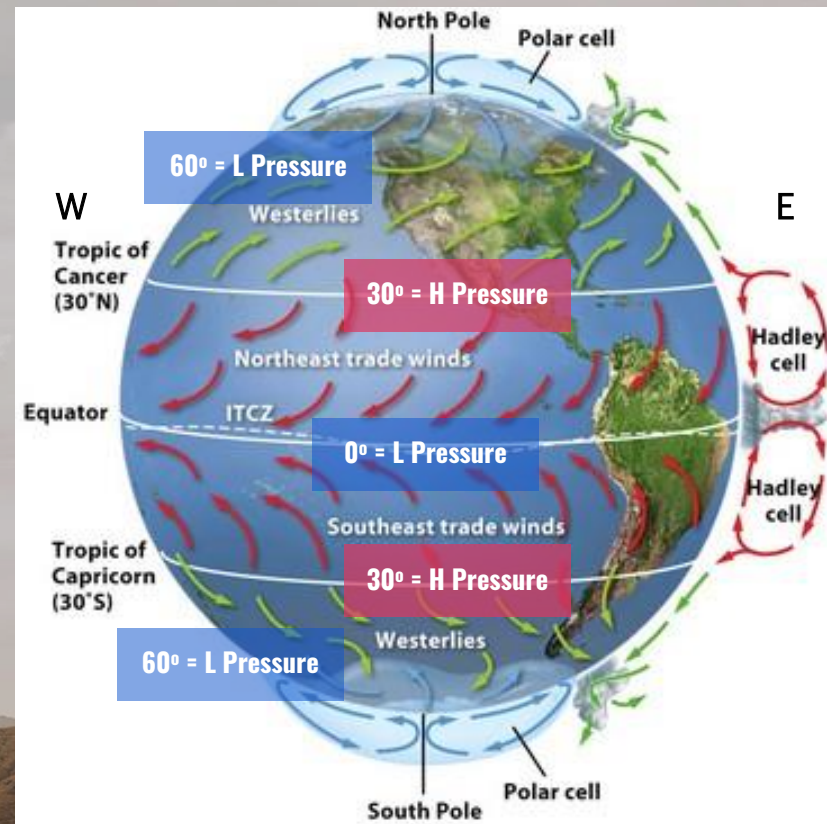 North Pole
Polar cell
60º = L Pressure
W
E
Westerlies
Tropic of
Cancer
(30˚N)
30º = H Pressure
Hadley
cell
Northeast trade winds
Equator
ITCZ
0º = L Pressure
Hadley
cell
Southeast trade winds
Tropic of
Capricorn
(30˚S)
30º = H Pressure
Westerlies
60º = L Pressure
Polar cell
South Pole